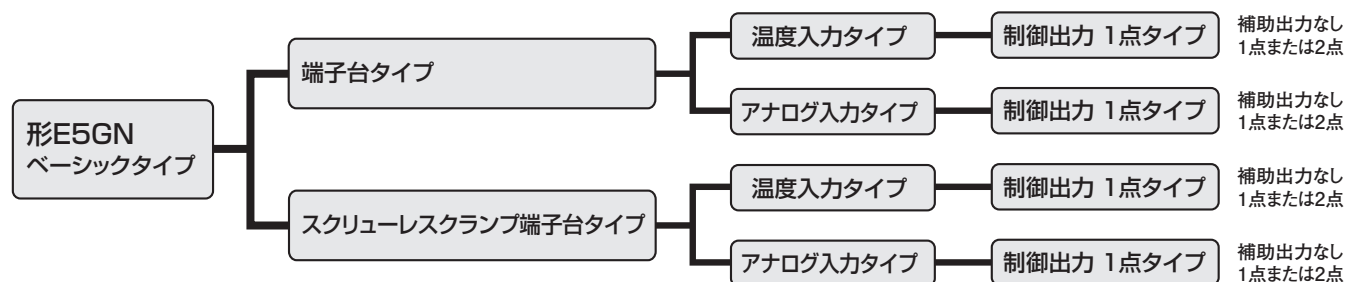 形E5GN
ベーシックタイプ
端子台タイプ
温度入力タイプ
制御出力 1点タイプ
補助出力なし
1点または2点
アナログ入力タイプ
制御出力 1点タイプ
補助出力なし
1点または2点
スクリューレスクランプ端子台タイプ
温度入力タイプ
制御出力 1点タイプ
補助出力なし
1点または2点
アナログ入力タイプ
制御出力 1点タイプ
補助出力なし
1点または2点